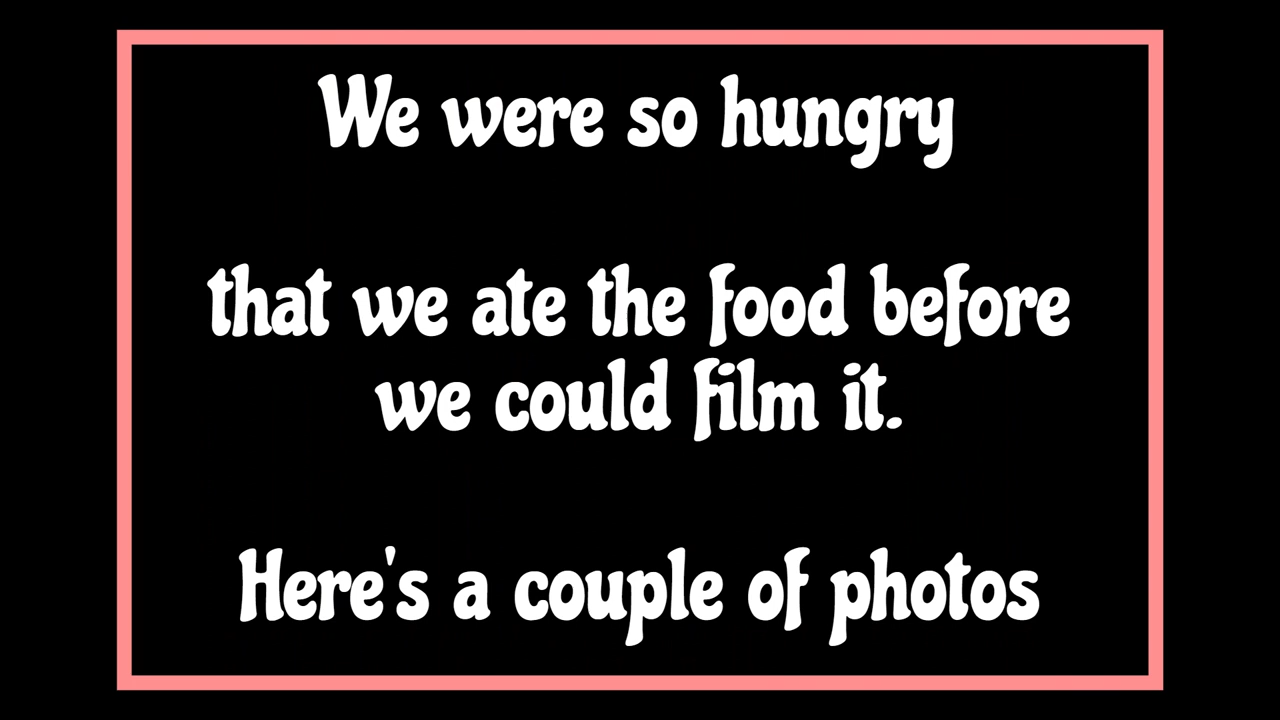 We were so hungry
that we ate the food before
we could film it.
Here's a couple of photos